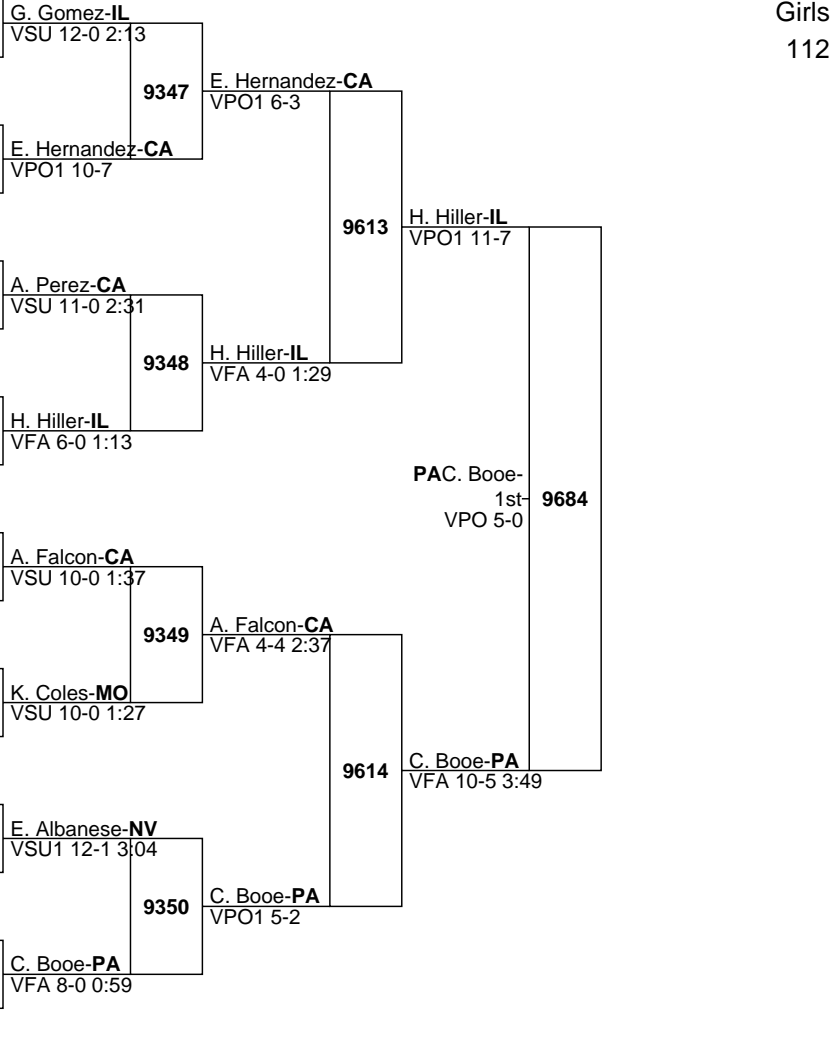 G. Gomez-IL
VSU 12-0 2:13
Girls
112
9347
E. Hernandez-CA
VPO1 6-3
E. Hernandez-CA
VPO1 10-7
9613
H. Hiller-IL
VPO1 11-7
A. Perez-CA
VSU 11-0 2:31
9348
H. Hiller-IL
VFA 4-0 1:29
H. Hiller-IL
VFA 6-0 1:13
PAC. Booe-
1st
VPO 5-0
9684
A. Falcon-CA
VSU 10-0 1:37
9349
A. Falcon-CA
VFA 4-4 2:37
K. Coles-MO
VSU 10-0 1:27
9614
C. Booe-PA
VFA 10-5 3:49
E. Albanese-NV
VSU1 12-1 3:04
9350
C. Booe-PA
VPO1 5-2
C. Booe-PA
VFA 8-0 0:59